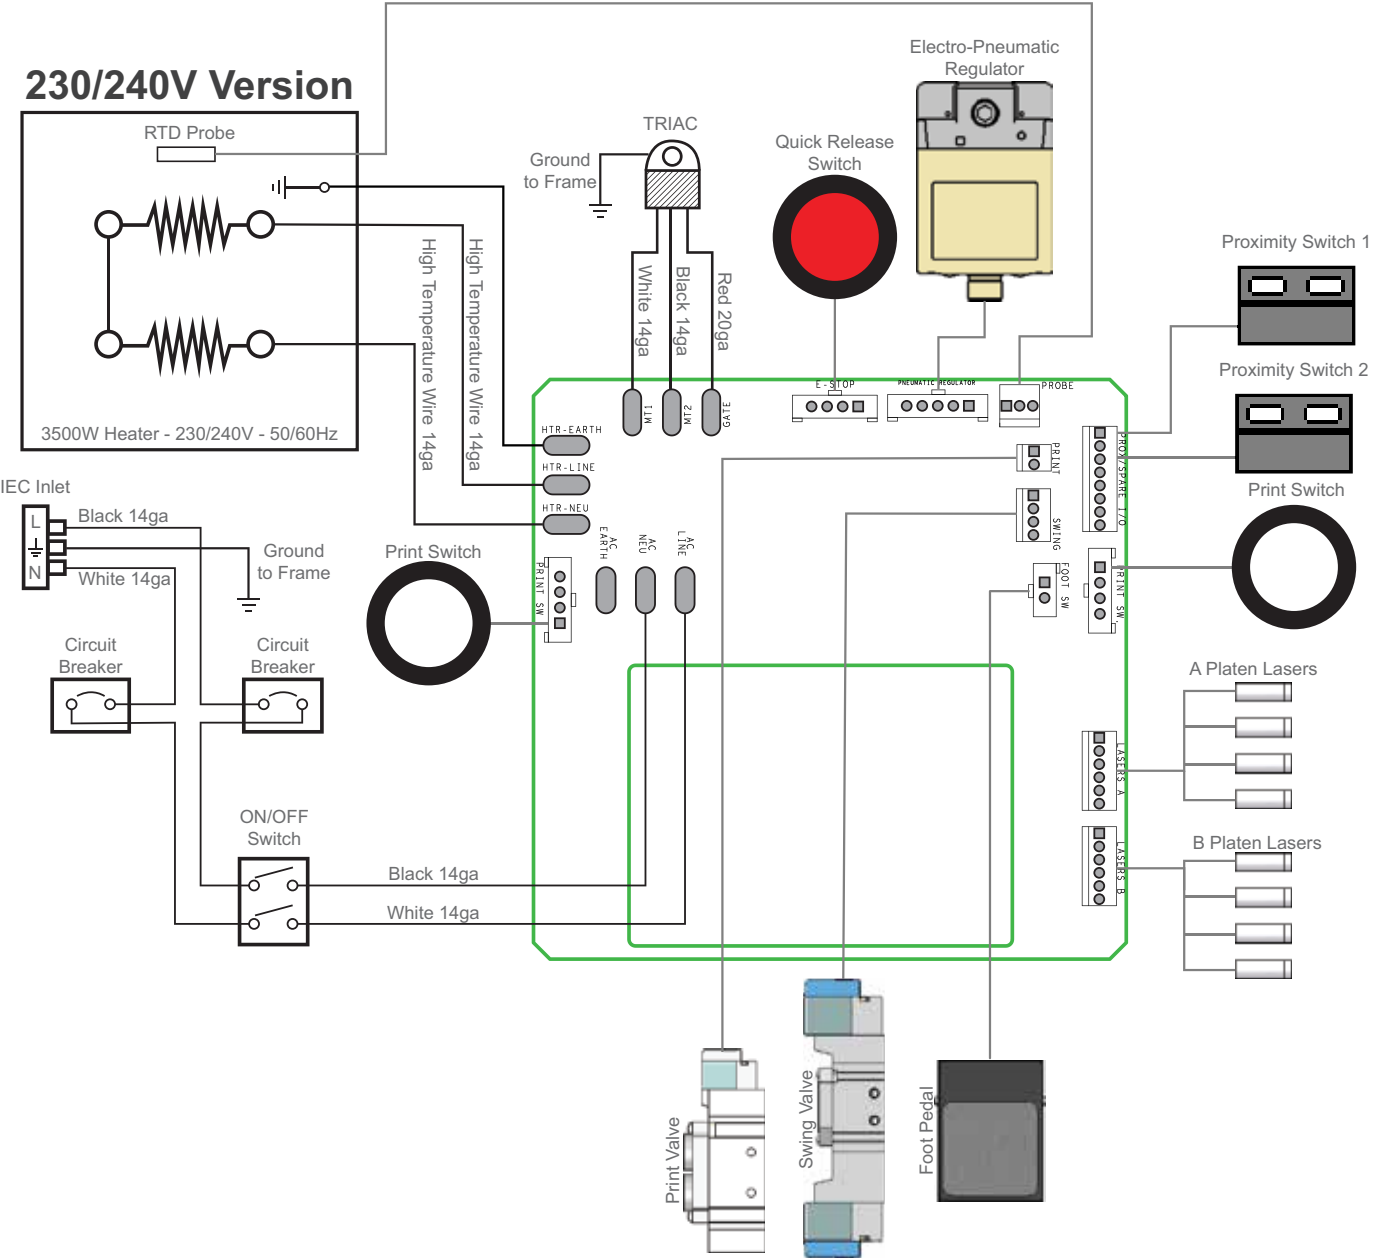 Electro-Pneumatic
Regulator
230/240V Version
RTD Probe
TRIAC
Ground
to Frame
Quick Release
Switch
Proximity Switch 1
High Temperature Wire 14ga
High Temperature Wire 14ga
White 14ga
Black 14ga
Red 20ga
Proximity Switch 2
3500W Heater - 230/240V - 50/60Hz
E-STOP
PNEUMATIC REGULATOR
PROBE
MT1
MT2
GATE
HTR-EARTH
HTR-LINE
HTR-NEU
PRINT
PROX/SPARE I/O
SWING
IEC Inlet
L
N
Black 14ga
White 14ga
Ground
to Frame
Print Switch
Print Switch
AC
EARTH
AC
NEU
AC
LINE
PRINT SW
FOOT SW
PRINT SW.
Circuit
Breaker
Circuit
Breaker
A Platen Lasers
LASERS A
ON/OFF
Switch
Black 14ga
White 14ga
B Platen Lasers
LASERS B
Print Valve
Swing Valve
Foot Pedal